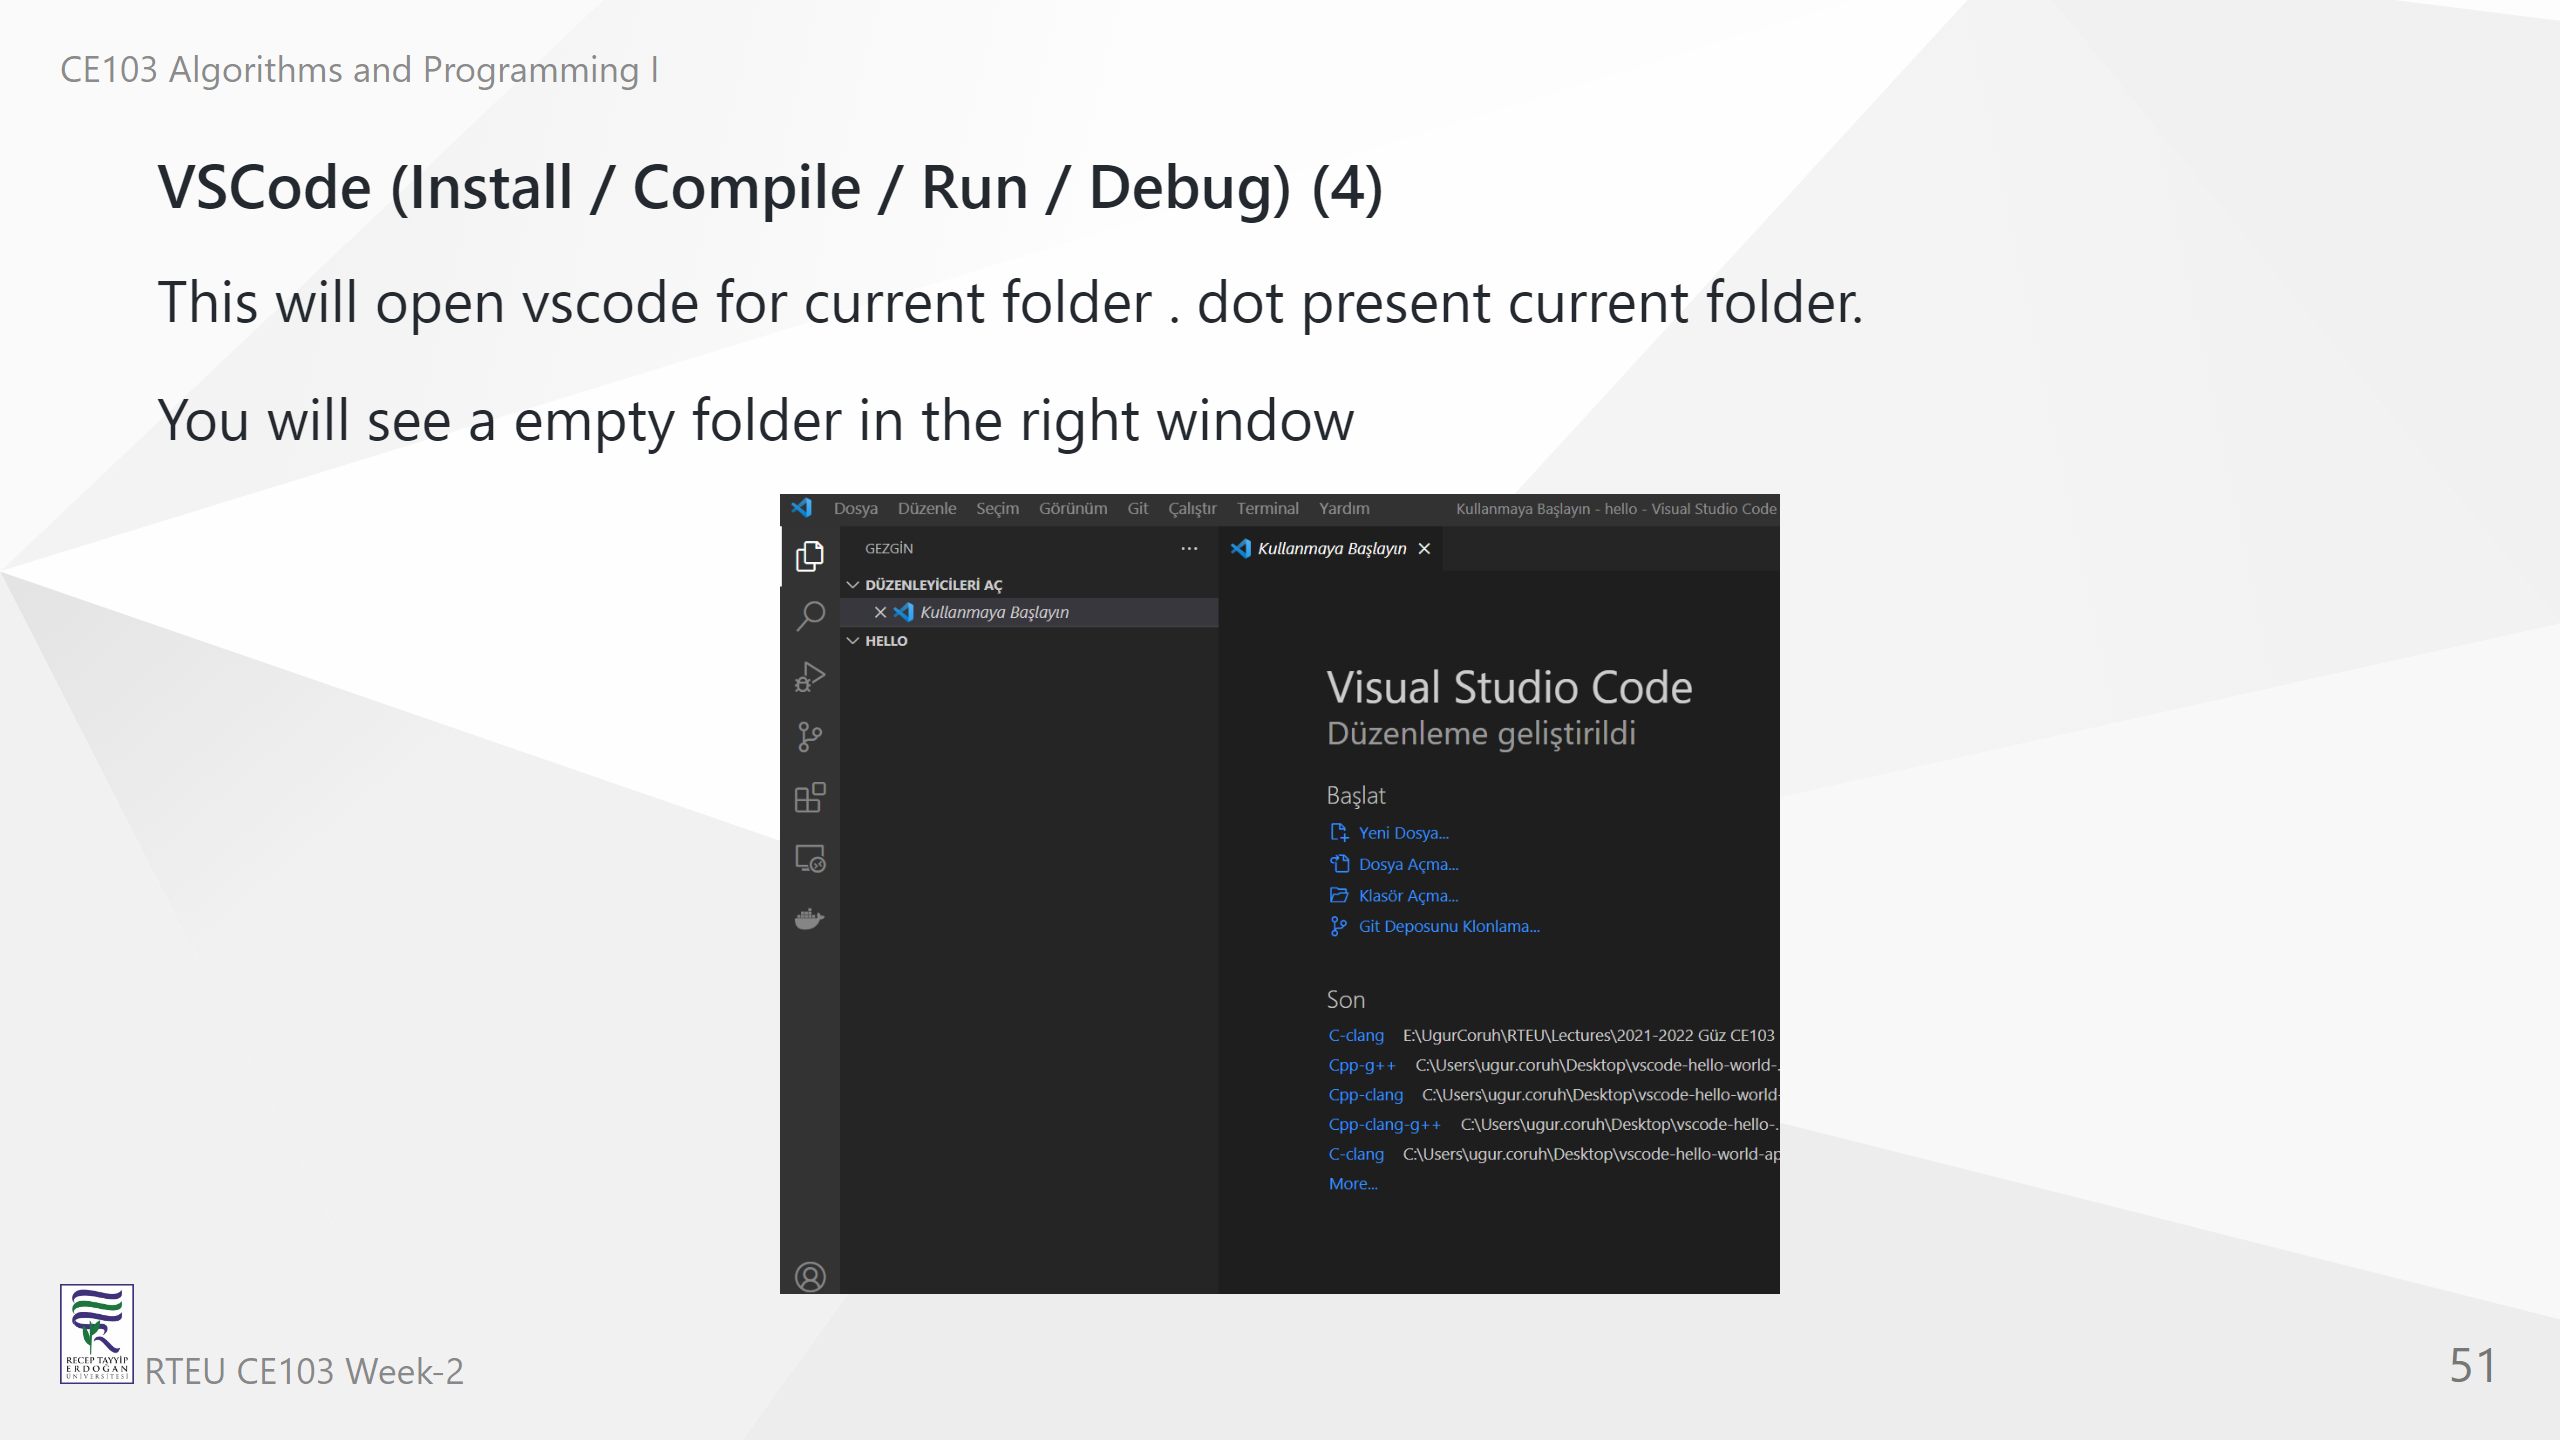 CE103 Algorithms and Programming I
VSCode (Install / Compile / Run / Debug) (4)
This will open vscode for current folder . dot present current folder.
You will see a empty folder in the right window
Dosya Düzenle Seçim Görünüm Git Çalıştır Terminal Yardım Kullanmaya Başlayın - hello - Visual Studio Code
GEZGİN ···
Kullanmaya Başlayın
DÜZENLEYİCİLERİ AÇ
Kullanmaya Başlayın
HELLO
Visual Studio Code
Düzenleme geliştirildi
Başlat
Yeni Dosya...
Dosya Açma...
Klasör Açma...
Git Deposunu Klonlama...
Son
C-clang E:\UgurCoruh\RTEU\Lectures\2021-2022 Güz CE103
Cpp-g++ C:\Users\ugur.coruh\Desktop\vscode-hello-world-.
Cpp-clang C:\Users\ugur.coruh\Desktop\vscode-hello-world-
Cpp-clang-g++ C:\Users\ugur.coruh\Desktop\vscode-hello-.
C-clang C:\Users\ugur.coruh\Desktop\vscode-hello-world-ap
More...
RECEP TAYYİP
ERDOĞAN
ÜNİVERSİTESİ
RTEU CE103 Week-2
51